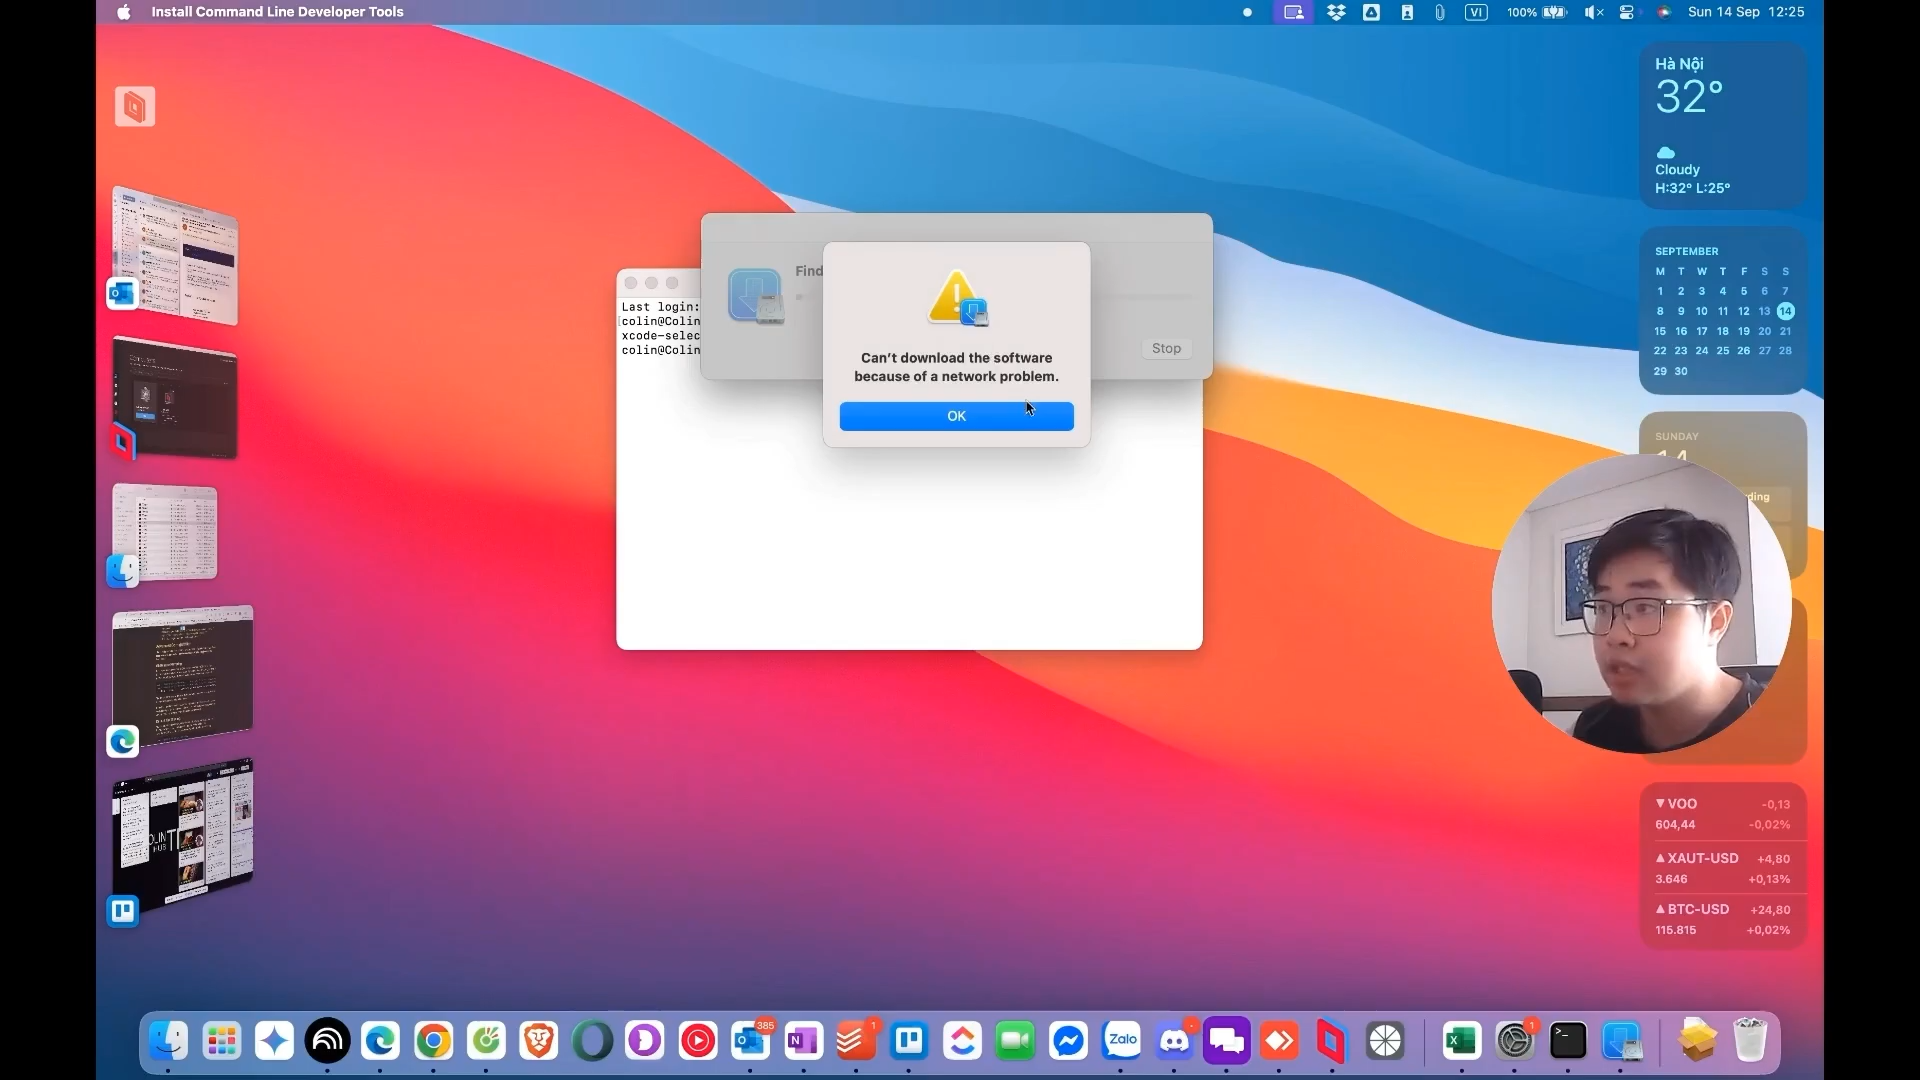 Install Command Line Developer Tools
VI
100%
Sun 14 Sep 12:25
Hà Nội
32°
Cloudy
H:32° L:25°
SEPTEMBER
M T W T F S S
1 2 3 4 5 6 7
8 9 10 11 12 13 14
15 16 17 18 19 20 21
22 23 24 25 26 27 28
29 30
SUNDAY
14
Find
Stop
Can't download the software
because of a network problem.
OK
Last login:
colin@Colin
xcode-selec
colin@Colin
VOO -0,13
604,44 -0,02%
XAUT-USD +4,80
3.646 +0,13%
BTC-USD +24,80
115.815 +0,02%
385
1
Zalo
1